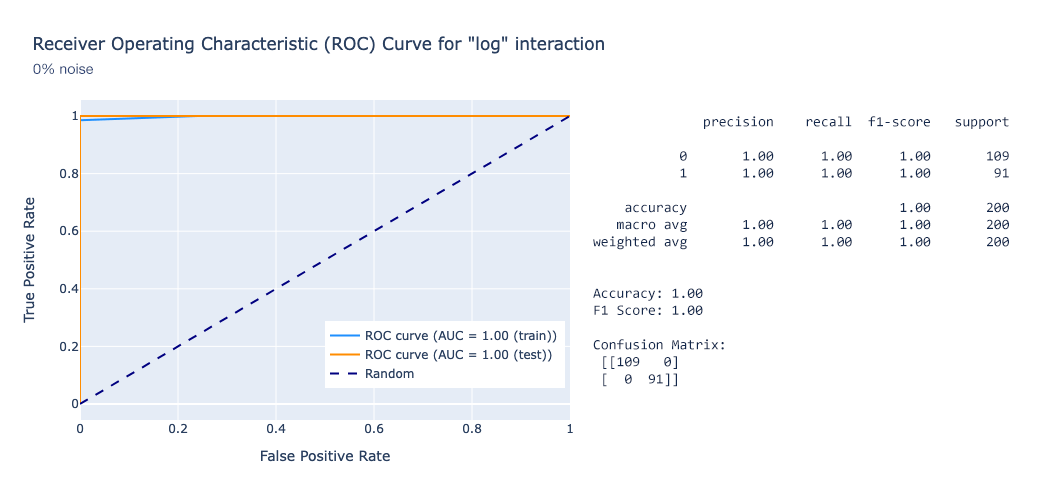 Receiver Operating Characteristic (ROC) Curve for "log" interaction
0% noise
True Positive Rate
1
0.8
0.6
0.4
0.2
0
0 0.2 0.4 0.6 0.8 1
False Positive Rate
ROC curve (AUC = 1.00 (train))
ROC curve (AUC = 1.00 (test))
Random
precision recall f1-score support
0 1.00 1.00 1.00 109
1 1.00 1.00 1.00 91
accuracy 1.00 200
macro avg 1.00 1.00 1.00 200
weighted avg 1.00 1.00 1.00 200
Accuracy: 1.00
F1 Score: 1.00
Confusion Matrix:
[[109 0]
[ 0 91]]